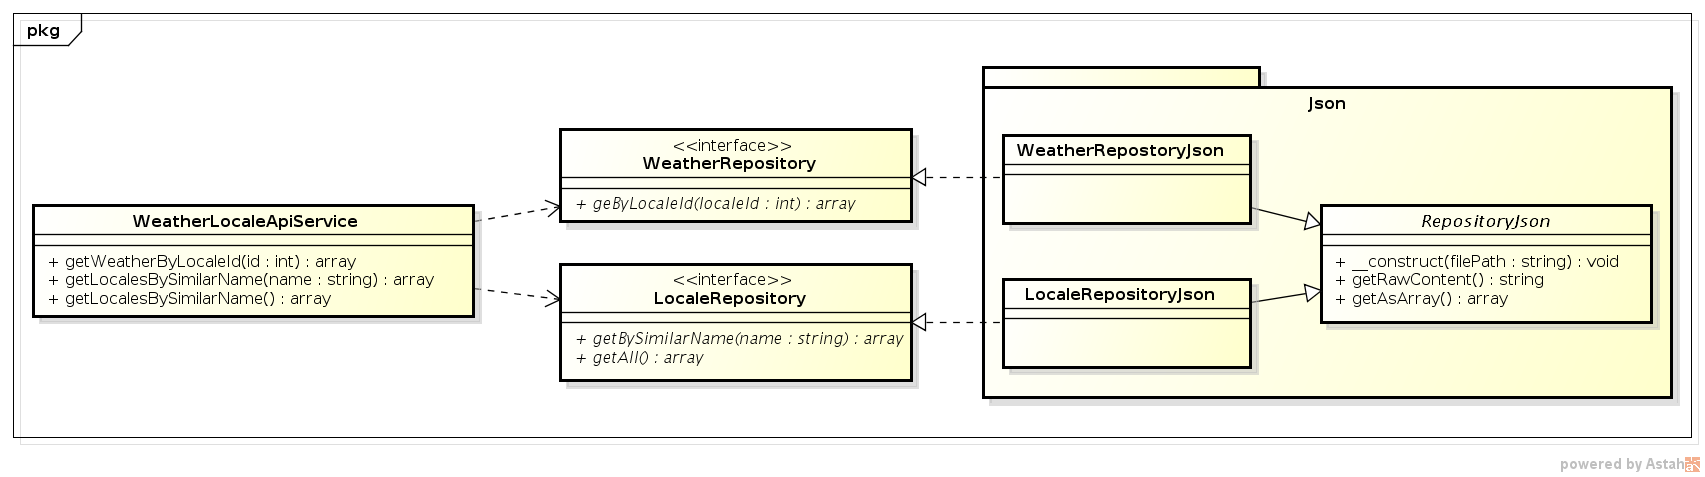 pkg
Json
<<interface>>
WeatherRepository
+ geByLocaleId(localeId : int) : array
WeatherRepostoryJson
WeatherLocaleApiService
+ getWeatherByLocaleId(id : int) : array
+ getLocalesBySimilarName(name : string) : array
+ getLocalesBySimilarName() : array
RepositoryJson
+ __construct(filePath : string) : void
+ getRawContent() : string
+ getAsArray() : array
<<interface>>
LocaleRepository
+ getBySimilarName(name : string) : array
+ getAll() : array
LocaleRepositoryJson
powered by Astah